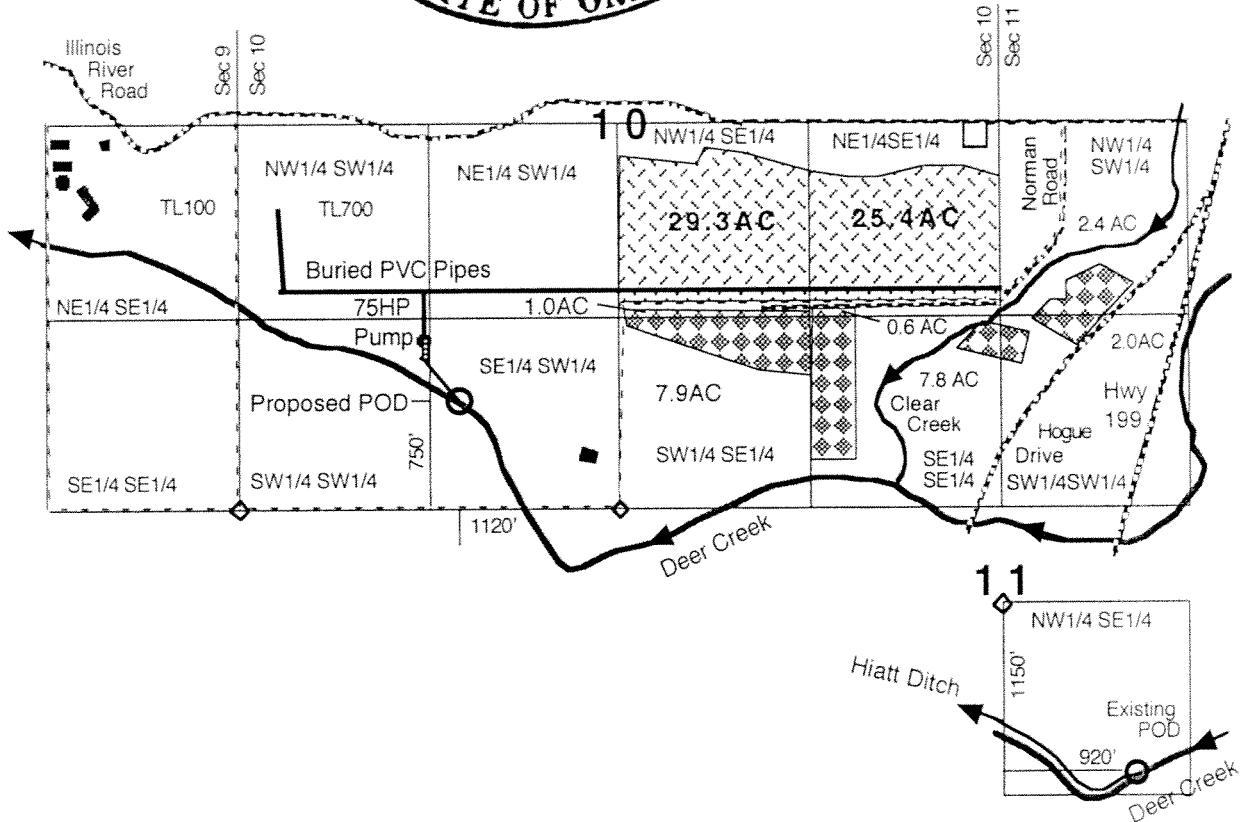 OF
Illinois
River
Road
Sec 9
Sec 10
Sec 10
Sec 11
10
NW1/4 SW1/4
TL100
TL700
NE1/4 SW1/4
NW1/4 SE1/4
NE1/4SE1/4
Norman
Road
NW1/4
SW1/4
29.3AC
25.4AC
2.4 AC
Buried PVC Pipes
NE1/4 SE1/4
75HP
Pump
1.0AC
0.6 AC
2.0AC
SE1/4 SW1/4
Proposed POD
7.9AC
7.8 AC
Clear
Creek
Hwy
199
Hogue
Drive
750'
SW1/4 SE1/4
SE1/4
SE1/4
SE1/4 SE1/4
SW1/4 SW1/4
SW1/4SW1/4
1120'
Deer Creek
11
NW1/4 SE1/4
1150'
Hiatt Ditch
Existing
POD
920'
Deer Creek